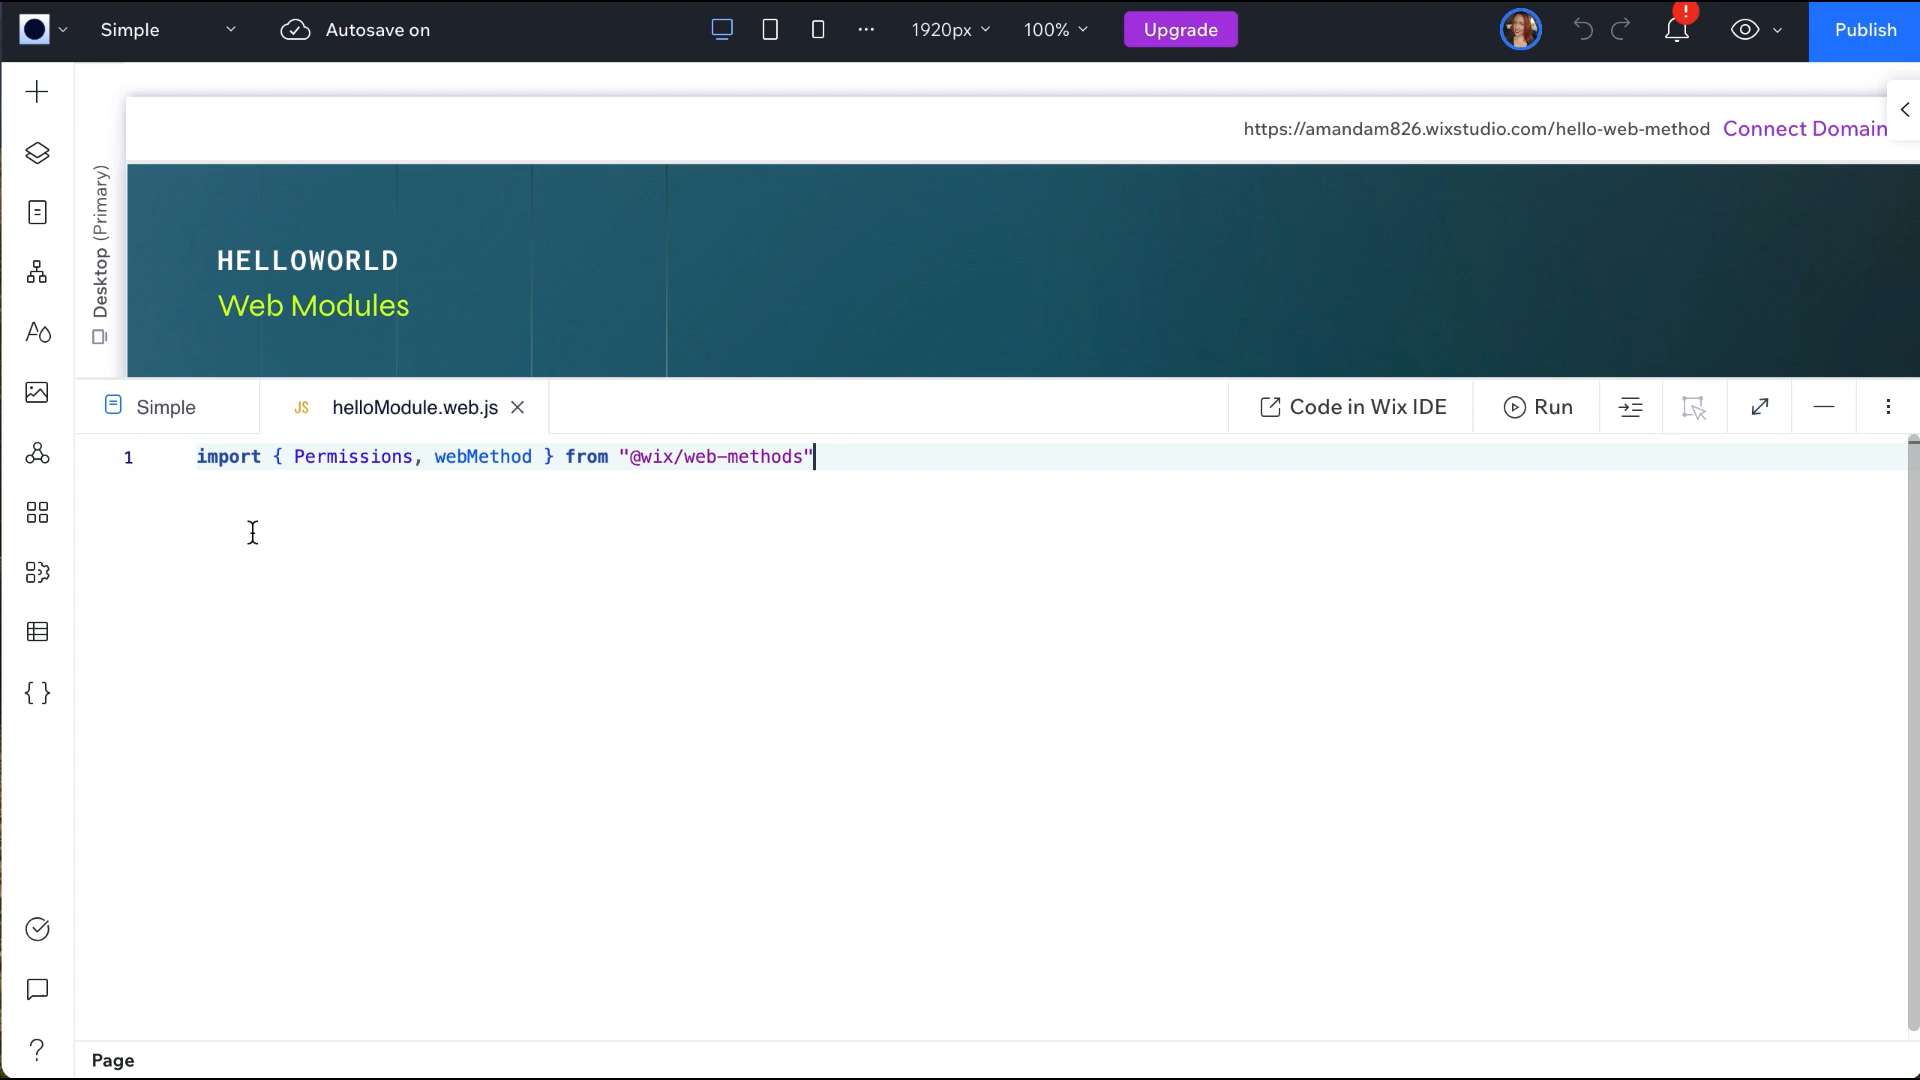 Simple
Autosave on
1920px
100%
Upgrade
!
Publish
https://amandam826.wixstudio.com/hello-web-method
Connect Domain
Desktop (Primary)
HELLOWORLD
Web Modules
Simple
JS helloModule.web.js
Code in Wix IDE
Run
1 import { Permissions, webMethod } from "@wix/web-methods"
Page